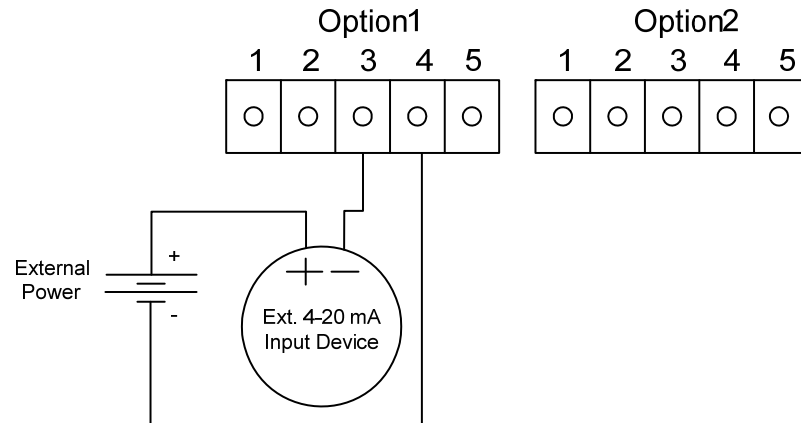 Option1
1 2 3 4 5
Option2
1 2 3 4 5
External
Power
+
-
+ −
Ext. 4-20 mA
Input Device